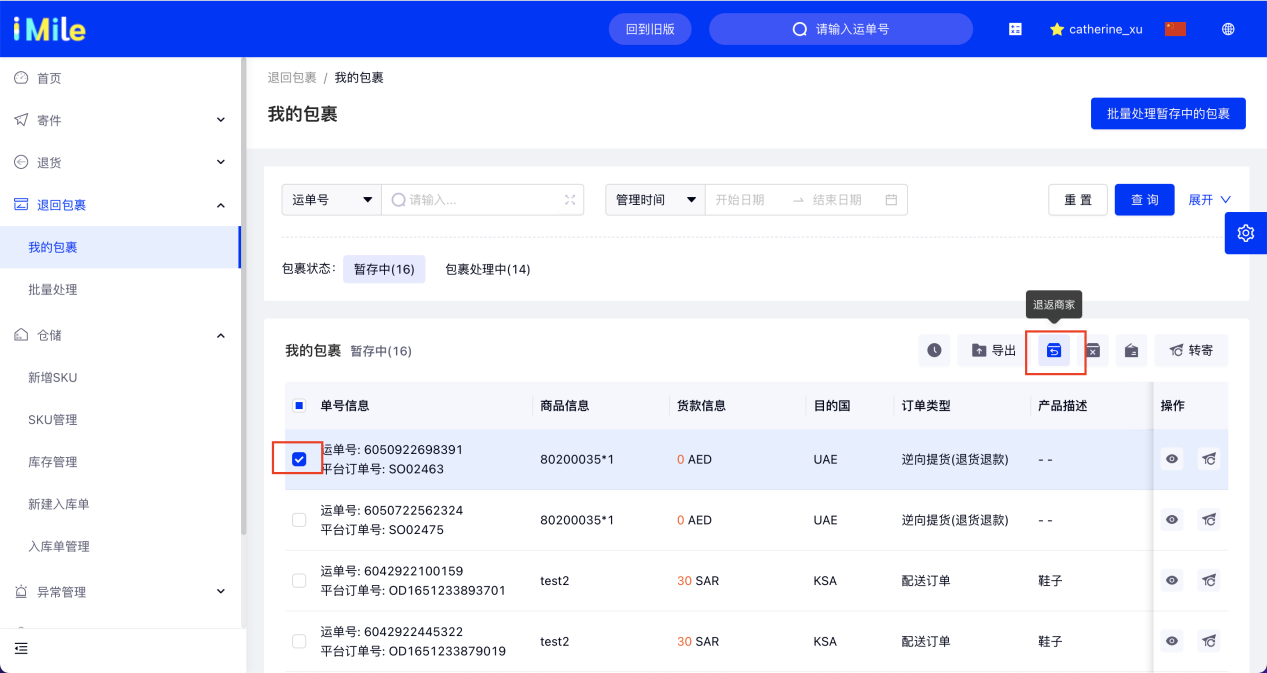 iMile
回到旧版
请输入运单号
catherine_xu
首页
寄件
退货
退回包裹
我的包裹
批量处理
仓储
新增SKU
SKU管理
库存管理
新建入库单
入库单管理
异常管理
退回包裹 / 我的包裹
我的包裹
批量处理暂存中的包裹
运单号
请输入...
管理时间
开始日期
结束日期
重 置
查 询
展开
包裹状态:
暂存中(16)
包裹处理中(14)
退返商家
我的包裹 暂存中(16)
导出
转寄
单号信息 商品信息 货款信息 目的国 订单类型 产品描述 操作
运单号: 6050922698391
平台订单号: SO02463
80200035*1 0 AED UAE 逆向提货(退货退款) - -
运单号: 6050722562324
平台订单号: SO02475
80200035*1 0 AED UAE 逆向提货(退货退款) - -
运单号: 6042922100159
平台订单号: OD1651233893701
test2 30 SAR KSA 配送订单 鞋子
运单号: 6042922445322
平台订单号: OD1651233879019
test2 30 SAR KSA 配送订单 鞋子